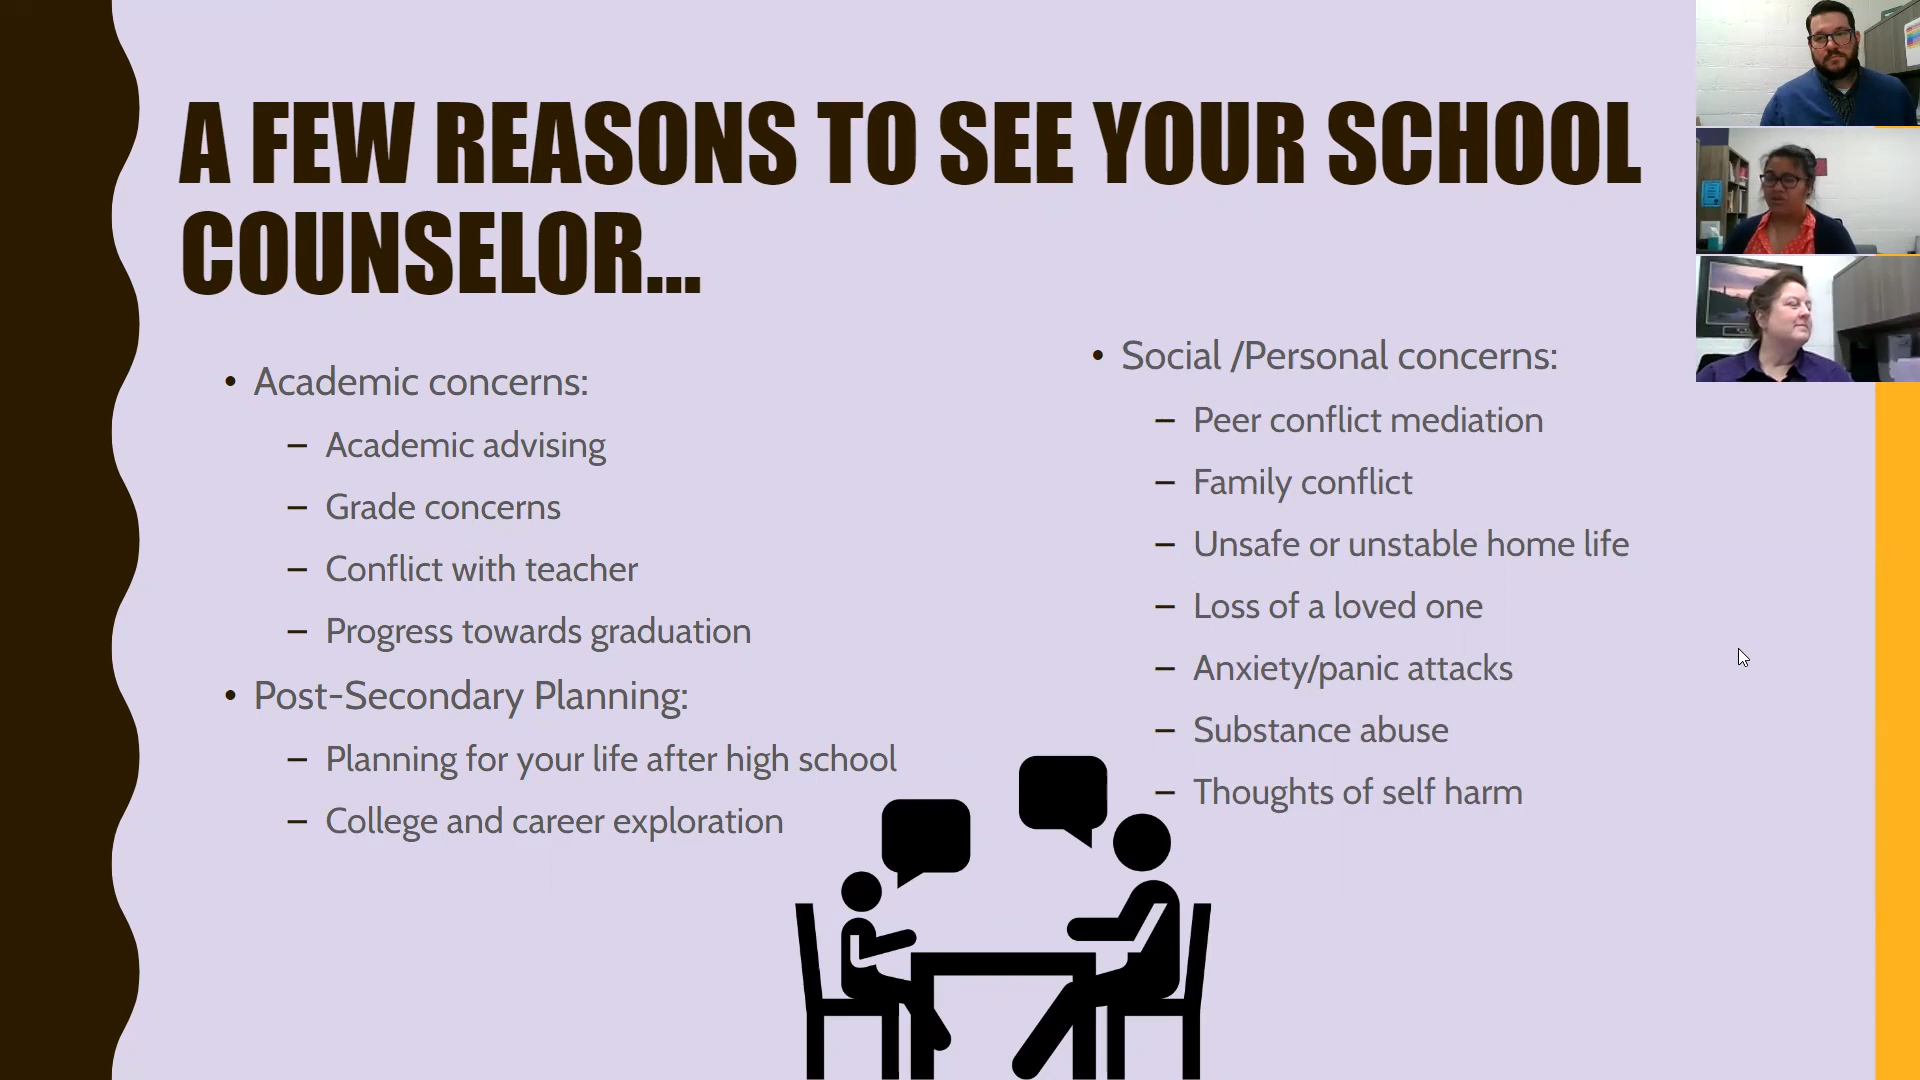 A FEW REASONS TO SEE YOUR SCHOOL
COUNSELOR...
• Academic concerns:
– Academic advising
– Grade concerns
– Conflict with teacher
– Progress towards graduation
• Post-Secondary Planning:
– Planning for your life after high school
– College and career exploration
• Social /Personal concerns:
– Peer conflict mediation
– Family conflict
– Unsafe or unstable home life
– Loss of a loved one
– Anxiety/panic attacks
– Substance abuse
– Thoughts of self harm